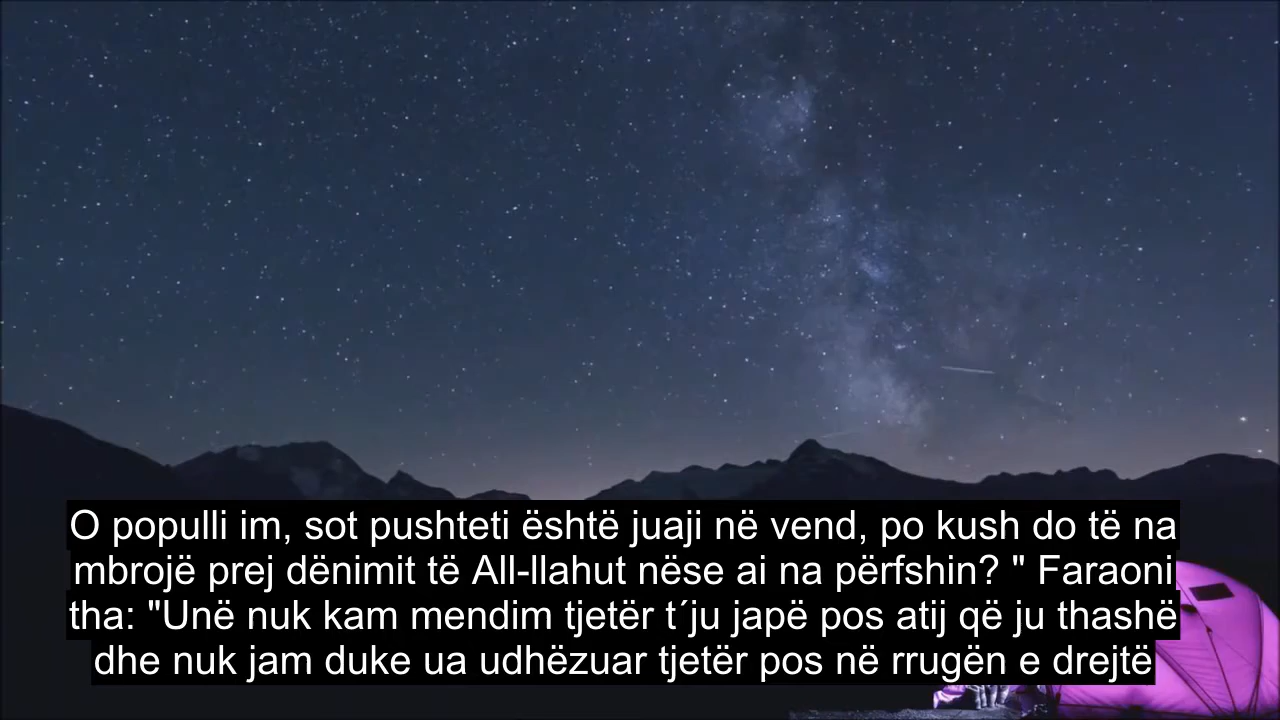 O populli im, sot pushteti është juaji në vend, po kush do të na
mbrojë prej dënimit të All-llahut nëse ai na përfshin? " Faraoni
tha: "Unë nuk kam mendim tjetër t´ju japë pos atij që ju thashë
dhe nuk jam duke ua udhëzuar tjetër pos në rrugën e drejtë